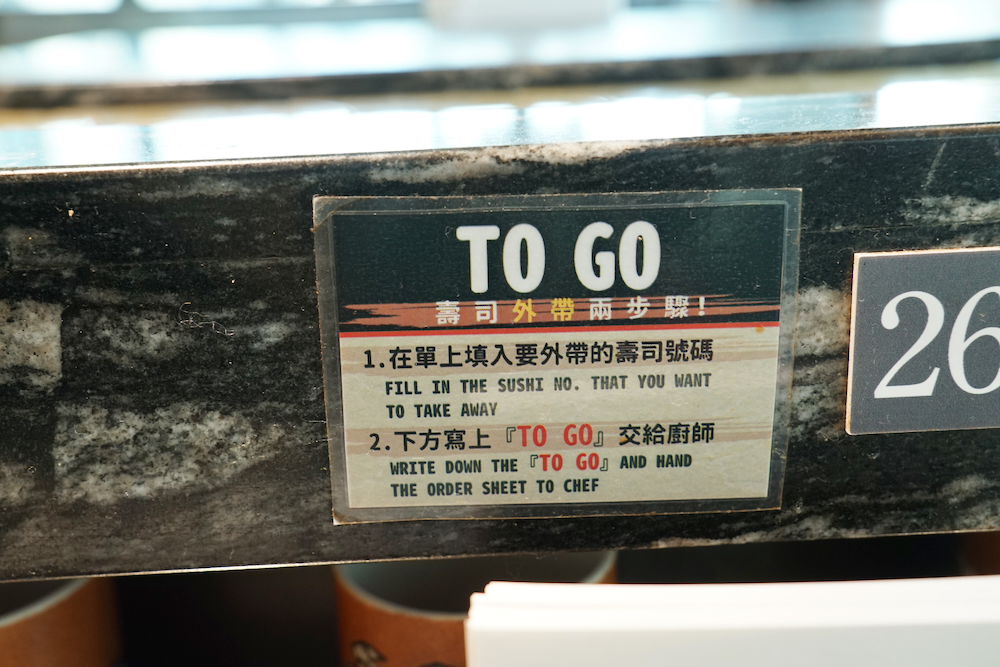 TO GO
壽司外帶兩步驟!
1.在單上填入要外帶的壽司號碼
FILL IN THE SUSHI NO. THAT YOU WANT
TO TAKE AWAY
2.下方寫上『TO GO』交給廚師
WRITE DOWN THE『TO GO』AND HAND
THE ORDER SHEET TO CHEF
26